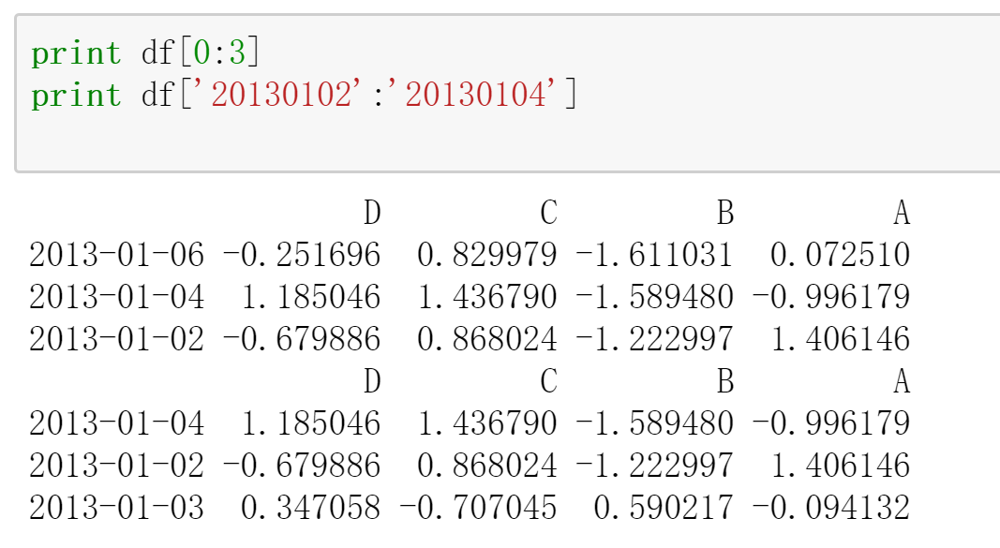 print df[0:3]
print df['20130102':'20130104']
D C B A
2013-01-06 -0.251696 0.829979 -1.611031 0.072510
2013-01-04 1.185046 1.436790 -1.589480 -0.996179
2013-01-02 -0.679886 0.868024 -1.222997 1.406146
D C B A
2013-01-04 1.185046 1.436790 -1.589480 -0.996179
2013-01-02 -0.679886 0.868024 -1.222997 1.406146
2013-01-03 0.347058 -0.707045 0.590217 -0.094132